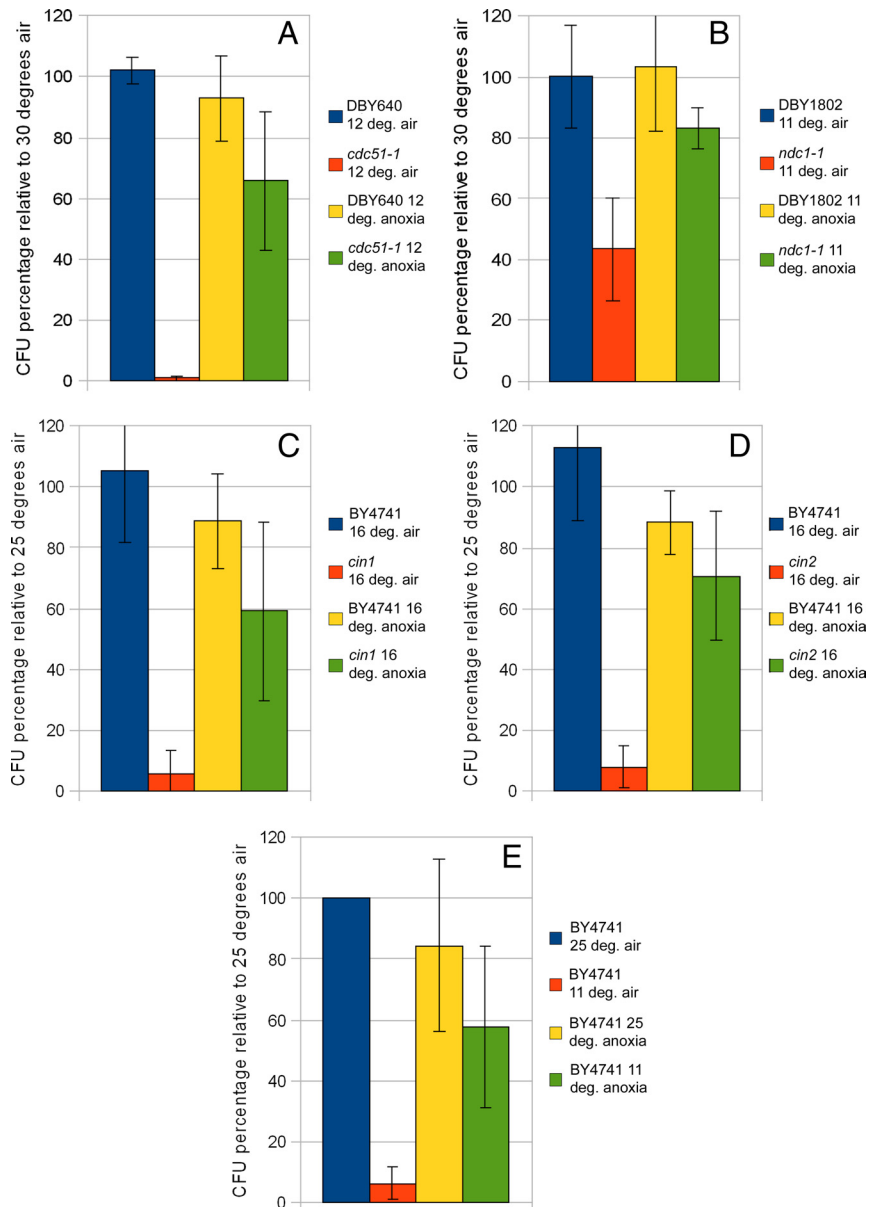 A
CFU percentage relative to 30 degrees air
120
100
80
60
40
20
0
DBY640
12 deg. air
cdc51-1
12 deg. air
DBY640 12
deg. anoxia
cdc51-1 12
deg. anoxia
B
CFU percentage relative to 30 degrees air
120
100
80
60
40
20
0
DBY1802
11 deg. air
ndc1-1
11 deg. air
DBY1802 11
deg. anoxia
ndc1-1 11
deg. anoxia
C
CFU percentage relative to 25 degrees air
120
100
80
60
40
20
0
BY4741
16 deg. air
cin1
16 deg. air
BY4741 16
deg. anoxia
cin1 16
deg. anoxia
D
CFU percentage relative to 25 degrees air
120
100
80
60
40
20
0
BY4741
16 deg. air
cin2
16 deg. air
BY4741 16
deg. anoxia
cin2 16
deg. anoxia
E
CFU percentage relative to 25 degrees air
120
100
80
60
40
20
0
BY4741
25 deg. air
BY4741
11 deg. air
BY4741 25
deg. anoxia
BY4741 11
deg. anoxia